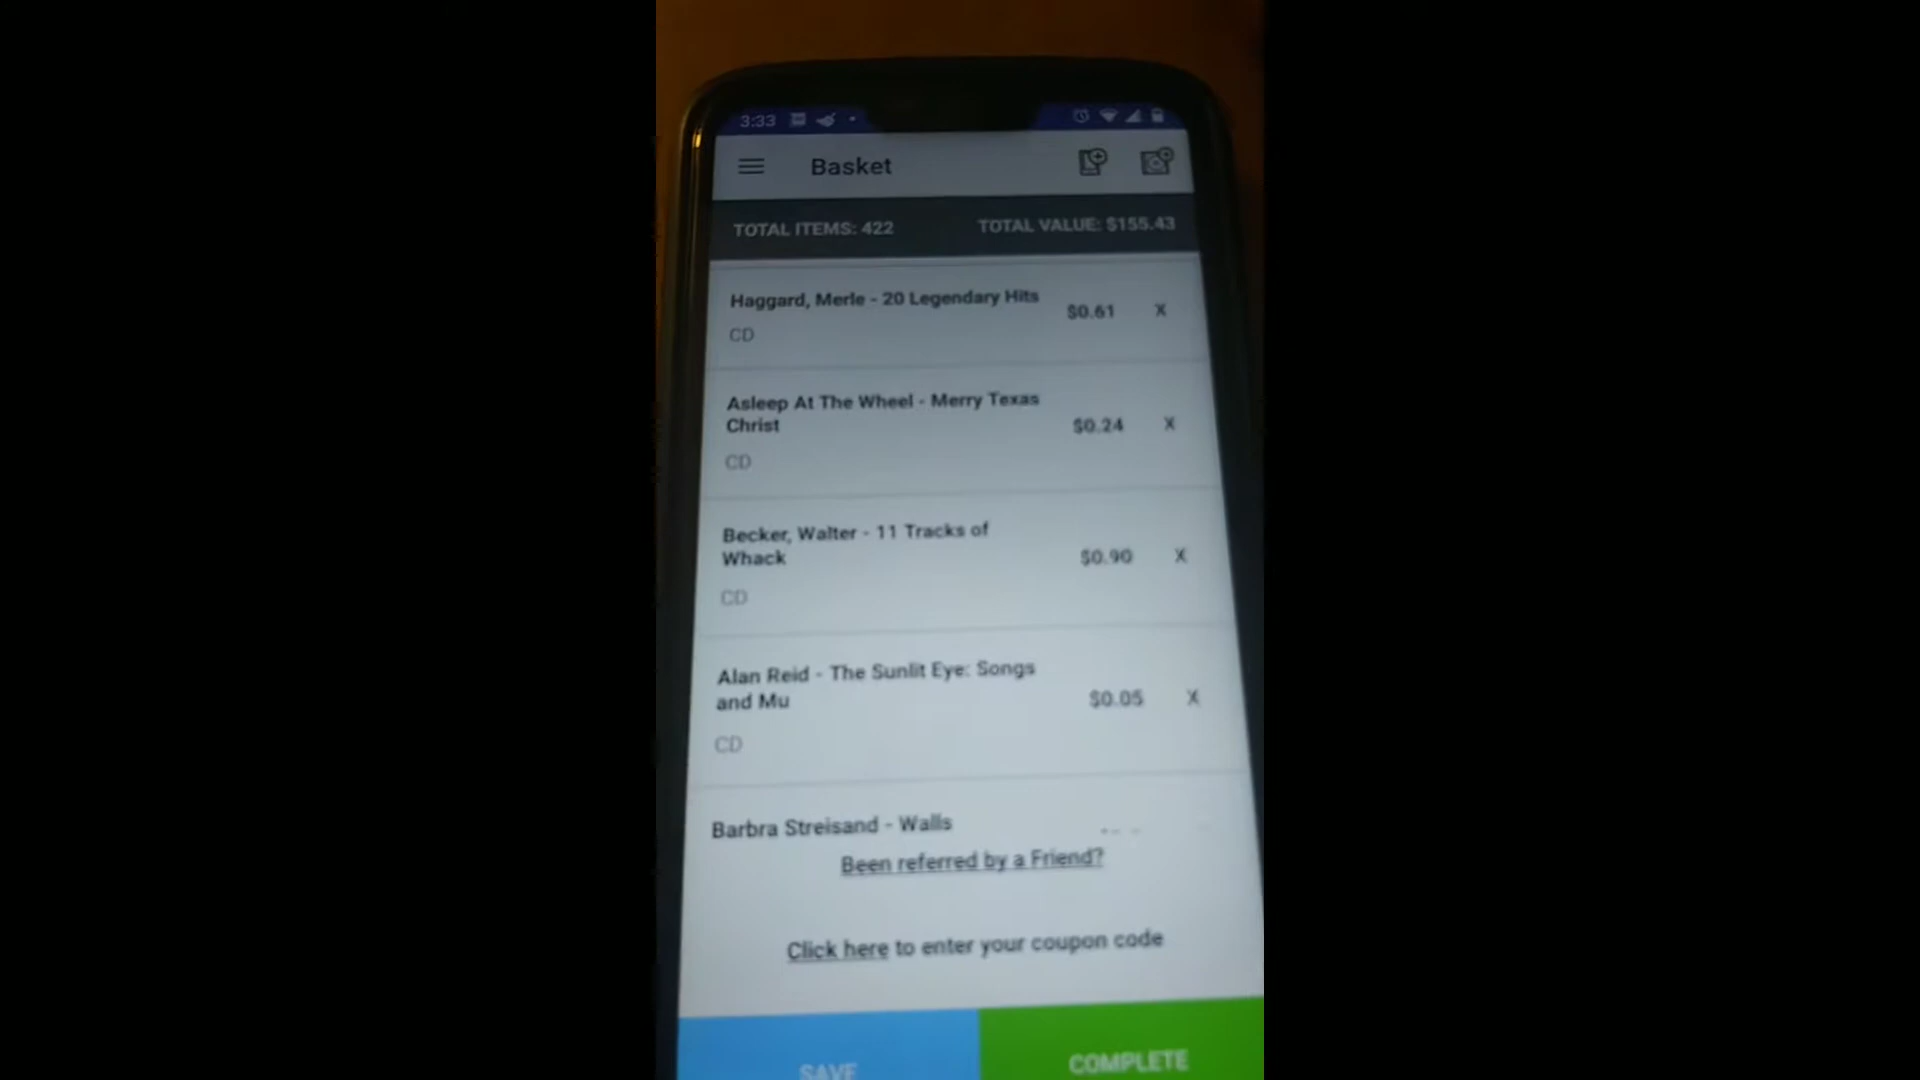 3:33
Basket
TOTAL ITEMS: 422 TOTAL VALUE: $155.43
Haggard, Merle - 20 Legendary Hits
$0.61 X
CD
Asleep At The Wheel - Merry Texas
Christ
$0.24 X
CD
Becker, Walter - 11 Tracks of
Whack
$0.90 X
CD
Alan Reid - The Sunlit Eye: Songs
and Mu
$0.05 X
CD
Barbra Streisand - Walls
Been referred by a Friend?
Click here to enter your coupon code
SAVE COMPLETE